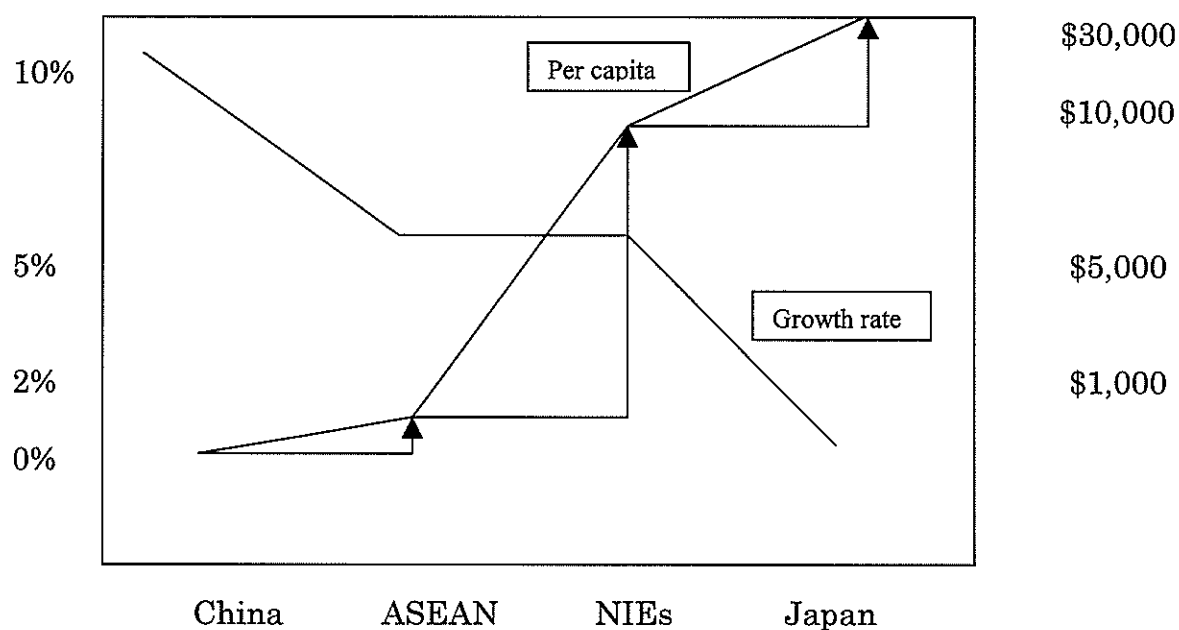 $30,000
Per capita
10%
$10,000
5%
$5,000
Growth rate
2%
$1,000
0%
China ASEAN NIEs Japan